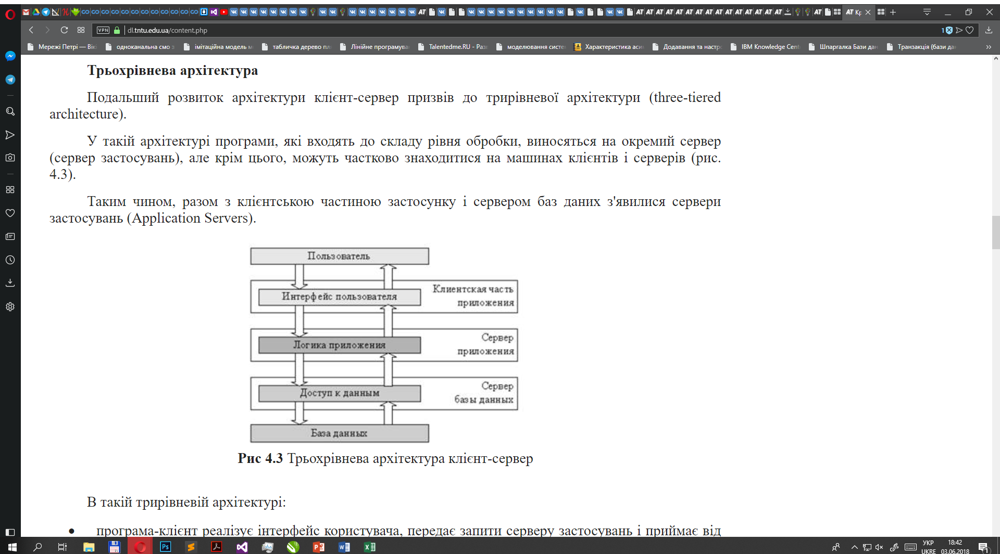 Кр
VPN
dl.tntu.edu.ua/content.php
1
Мережі Петрі — Вікі
одноканальна смо з
імітаційна модель м
табличка дерево пл
Лінійне програмува
Talentedme.RU - Разв
моделювання систе
Характеристика аси
Додавання та настро
IBM Knowledge Cent
Шпаргалка Бази дан
Транзакція (бази да
Трьохрівнева архітектура
Подальший розвиток архітектури клієнт-сервер призвів до трирівневої архітектури (three-tiered
architecture).
У такій архітектурі програми, які входять до складу рівня обробки, виносяться на окремий сервер
(сервер застосувань), але крім цього, можуть частково знаходитися на машинах клієнтів і серверів (рис.
4.3).
Таким чином, разом з клієнтською частиною застосунку і сервером баз даних з'явилися сервери
застосувань (Application Servers).
Пользователь
Интерфейс пользователя
Клиентская часть
приложения
Логика приложения
Сервер
приложения
Доступ к данным
Сервер
базы данных
База данных
Рис 4.3 Трьохрівнева архітектура клієнт-сервер
В такій трирівневій архітектурі:
• програма-клієнт реалізує інтерфейс користувача, передає запити серверу застосувань і приймає від
УКР
UKRE
18:42
03.06.2018
1